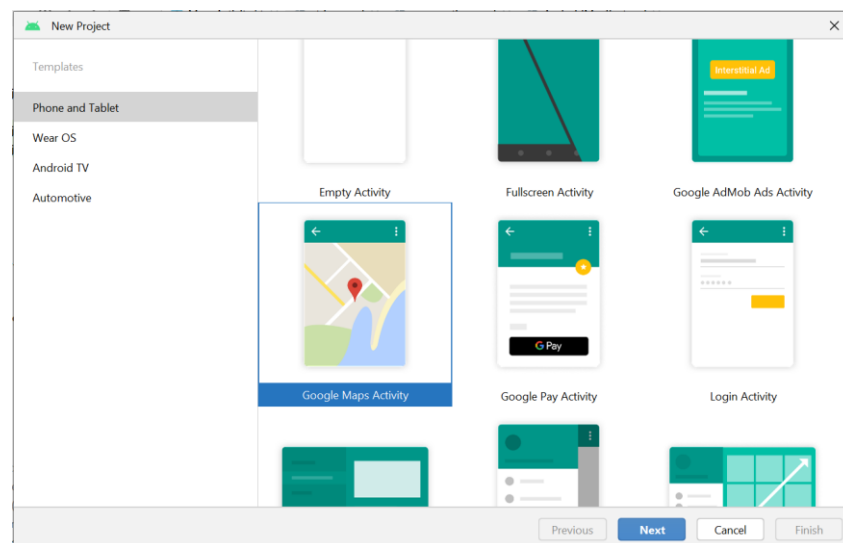 New Project
Templates
Phone and Tablet
Wear OS
Android TV
Automotive
Interstitial Ad
Empty Activity
Fullscreen Activity
Google AdMob Ads Activity
G Pay
Google Maps Activity
Google Pay Activity
Login Activity
Previous
Next
Cancel
Finish